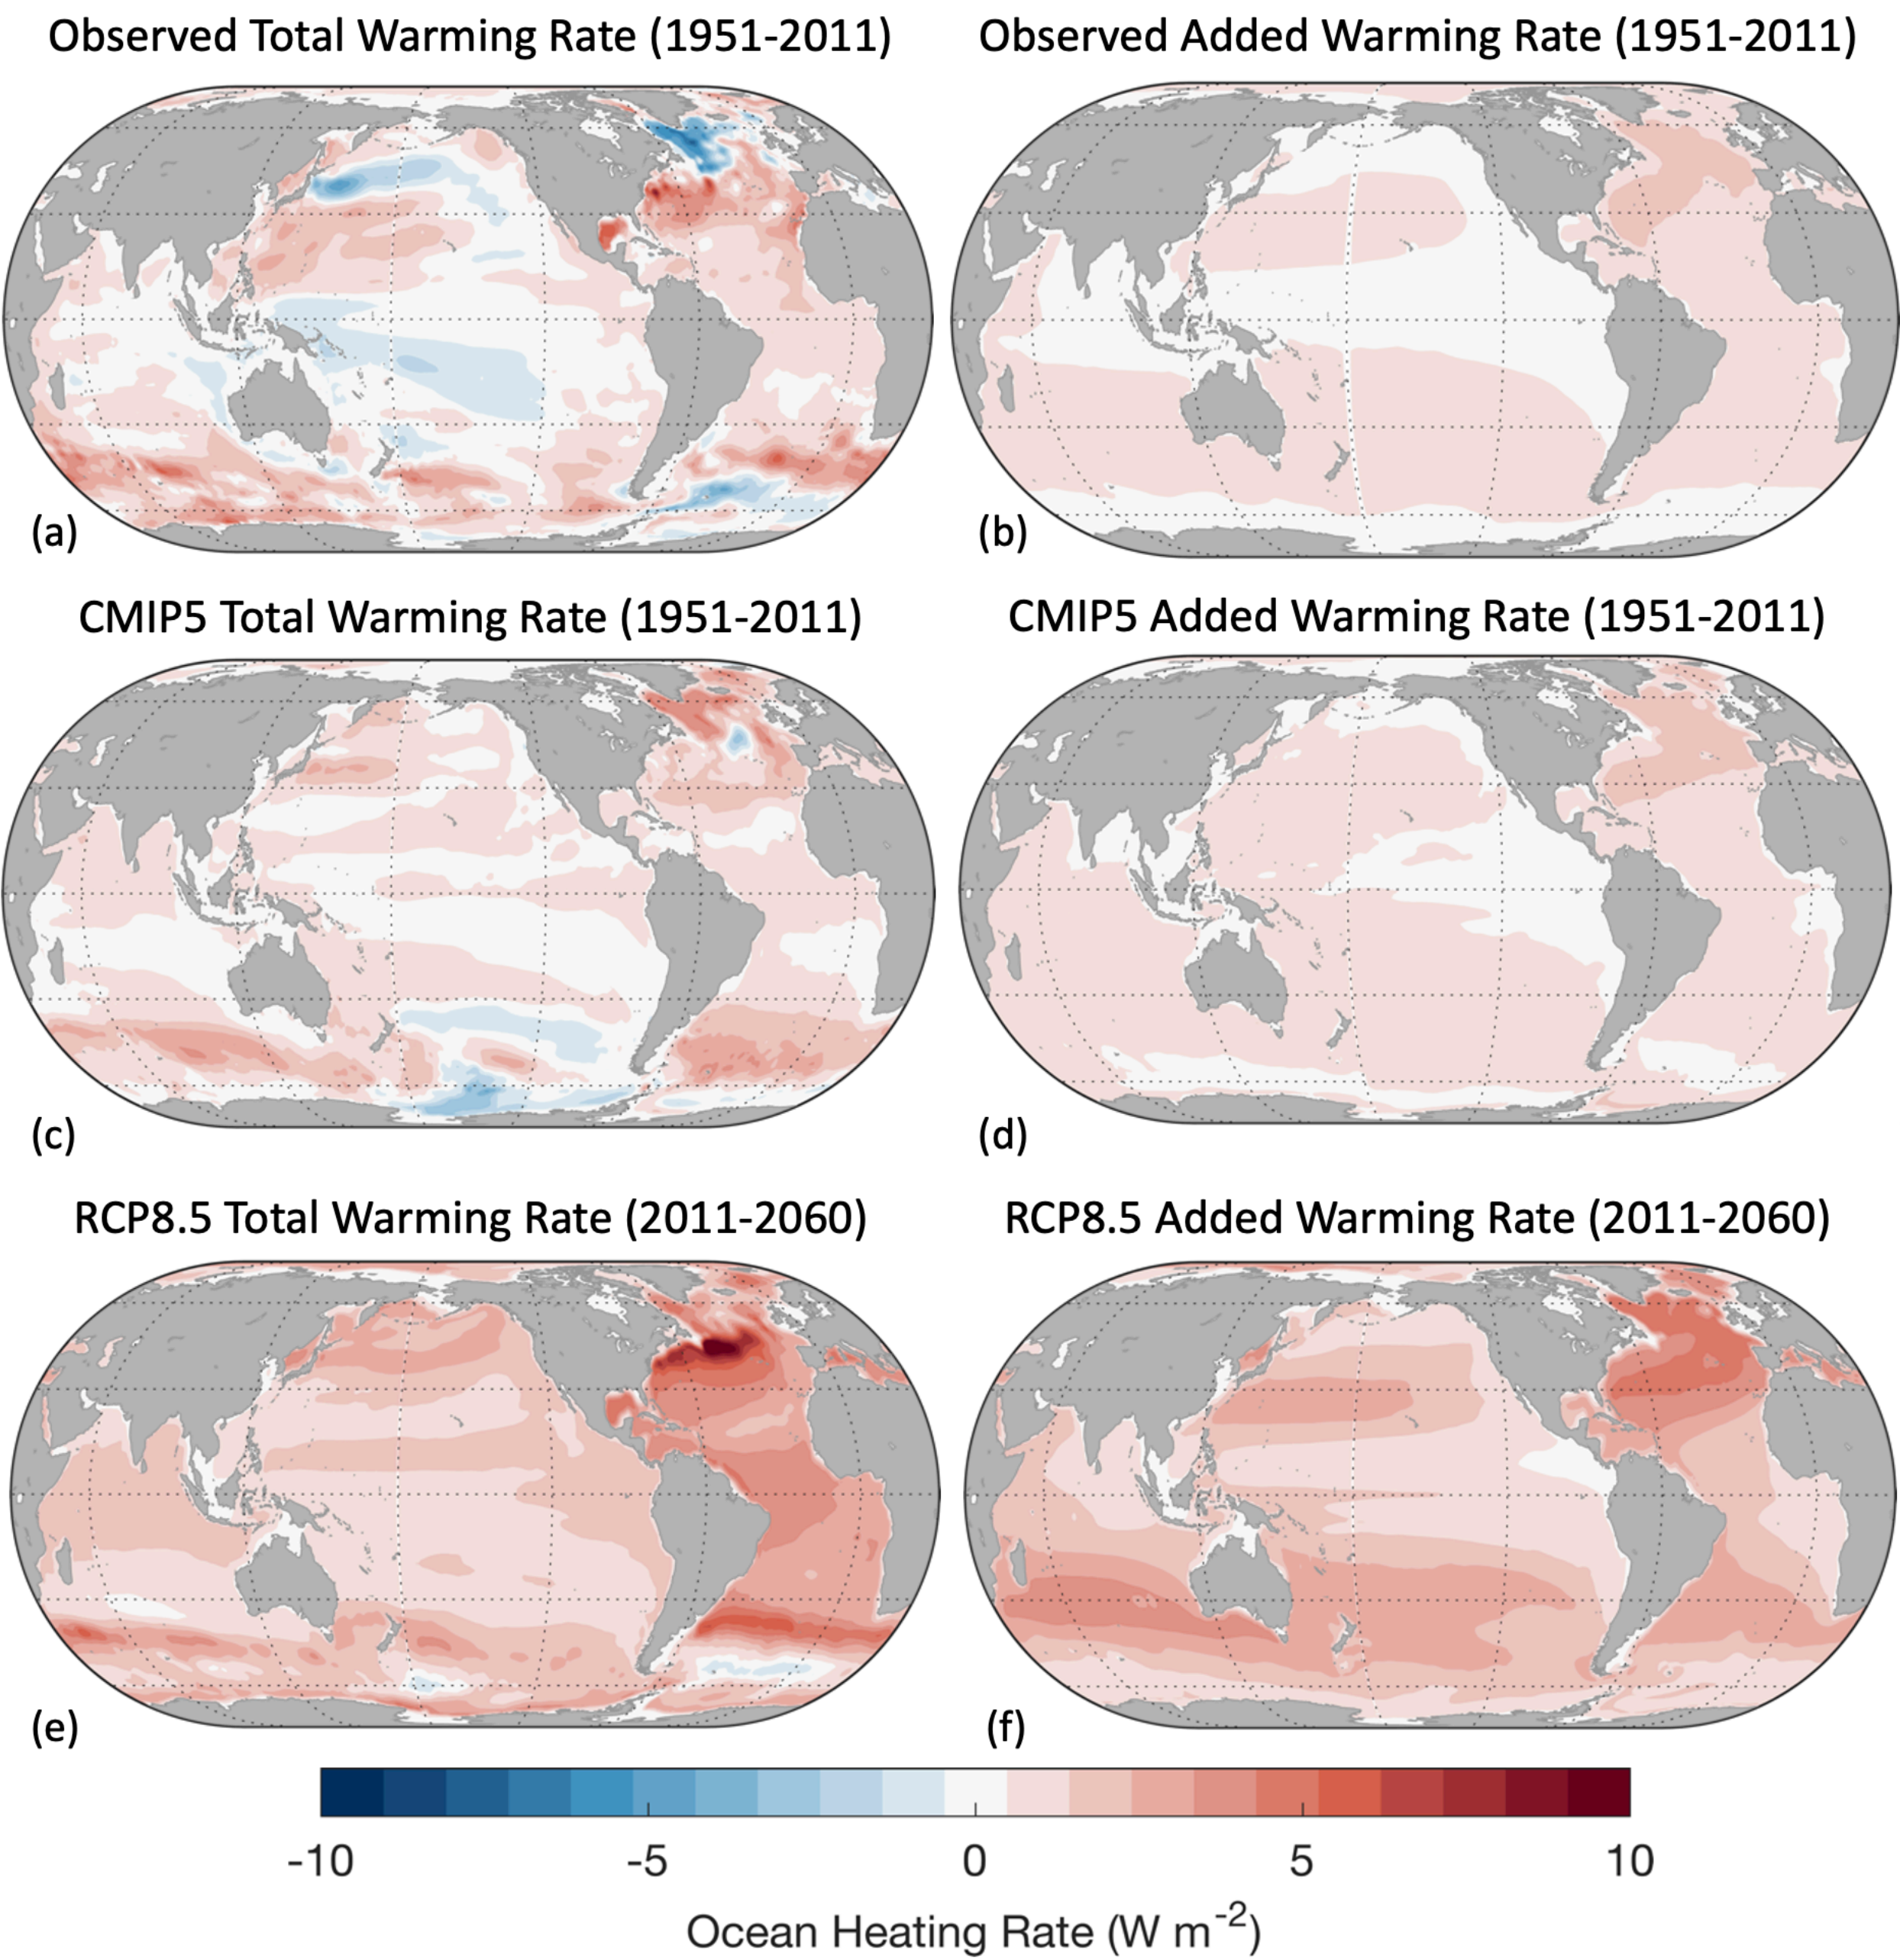 Observed Total Warming Rate (1951-2011)
Observed Added Warming Rate (1951-2011)
(a)
(b)
CMIP5 Total Warming Rate (1951-2011)
CMIP5 Added Warming Rate (1951-2011)
(c)
(d)
RCP8.5 Total Warming Rate (2011-2060)
RCP8.5 Added Warming Rate (2011-2060)
(e)
(f)
-10 -5 0 5 10
Ocean Heating Rate (W m⁻²)